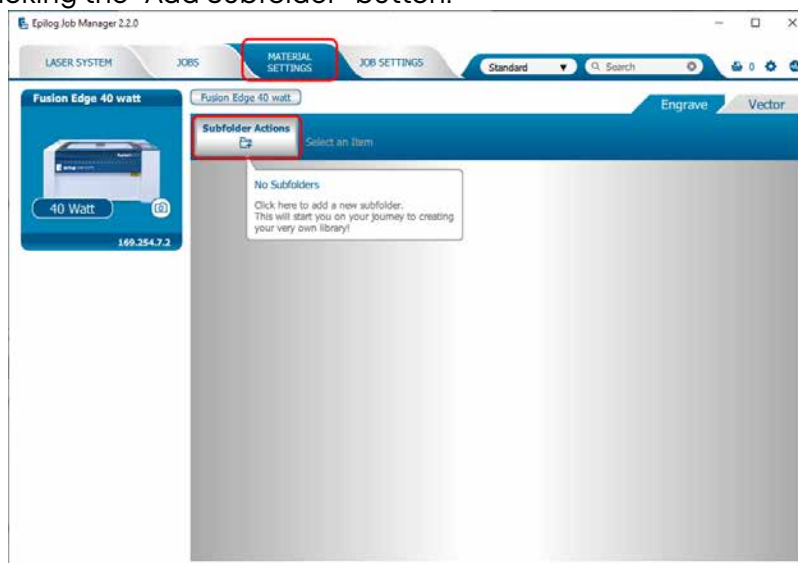 icking the "Add subfolder" button.
Epilog Job Manager 2.2.0
LASER SYSTEM
JOBS
MATERIAL
SETTINGS
JOB SETTINGS
Standard
Search
0
Fusion Edge 40 watt
Fusion Edge 40 watt
Engrave
Vector
Subfolder Actions
Select an Item
No Subfolders
Click here to add a new subfolder.
This will start you on your journey to creating
your very own library!
40 Watt
169.254.7.2